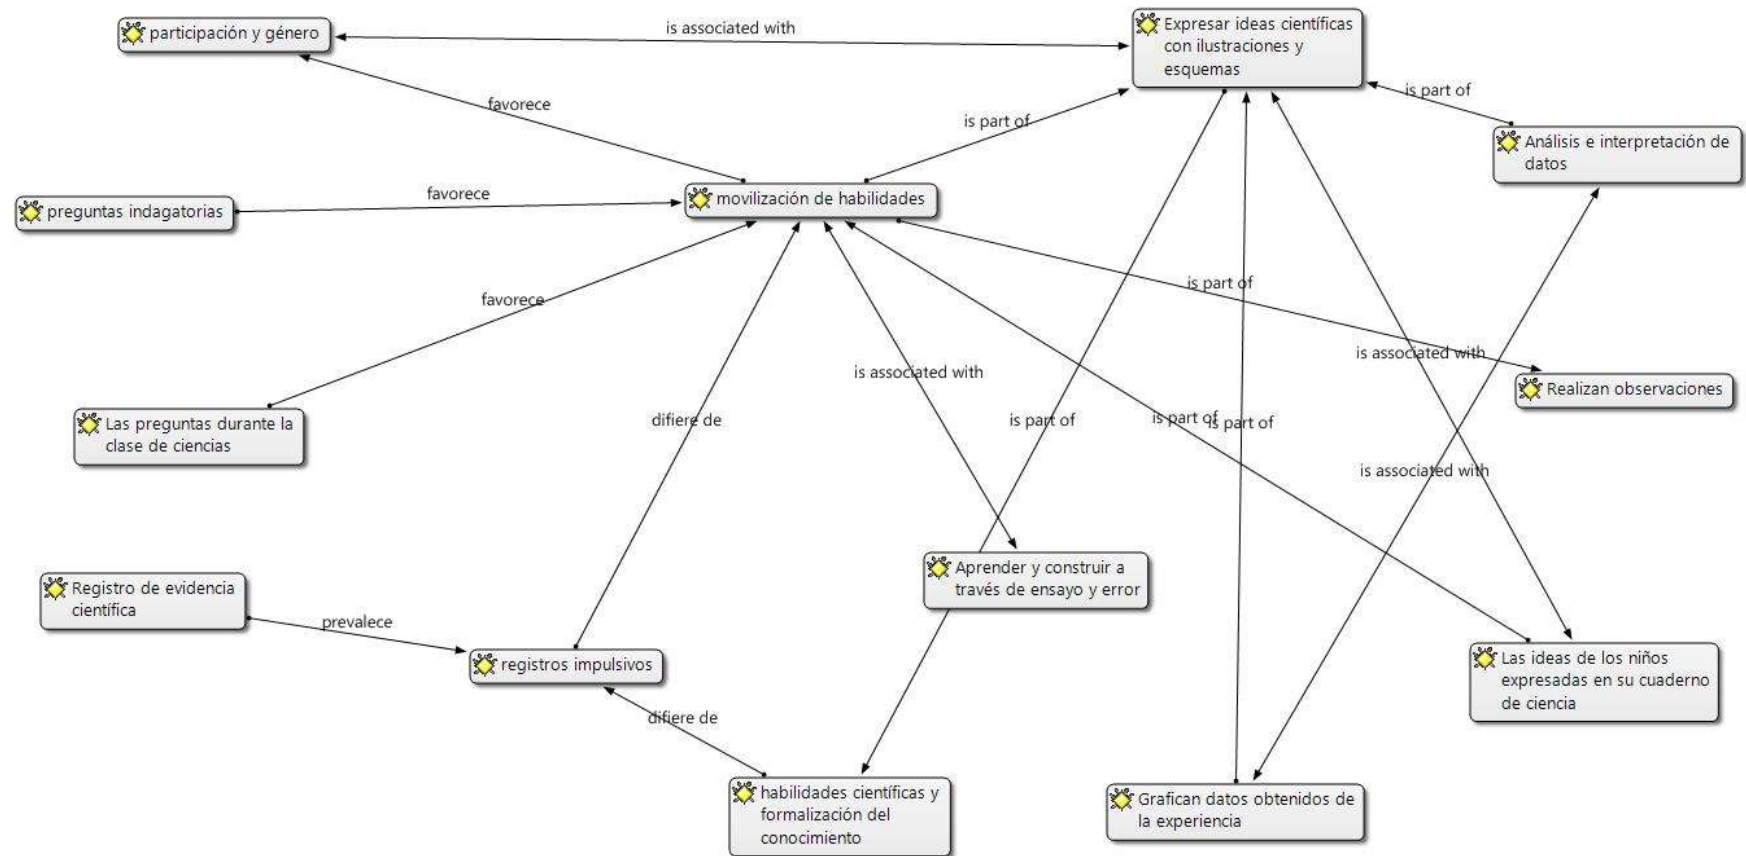 participación y género
is associated with
Expresar ideas científicas
con ilustraciones y
esquemas
is part of
favorece
is part of
Análisis e interpretación de
datos
preguntas indagatorias
favorece
movilización de habilidades
favorece
is part of
is associated with
is associated with
Realizan observaciones
Las preguntas durante la
clase de ciencias
difiere de
is part of
is part of
is part of
is associated with
Registro de evidencia
científica
prevalece
Aprender y construir a
través de ensayo y error
registros impulsivos
Las ideas de los niños
expresadas en su cuaderno
de ciencia
difiere de
habilidades científicas y
formalización del
conocimiento
Grafican datos obtenidos de
la experiencia